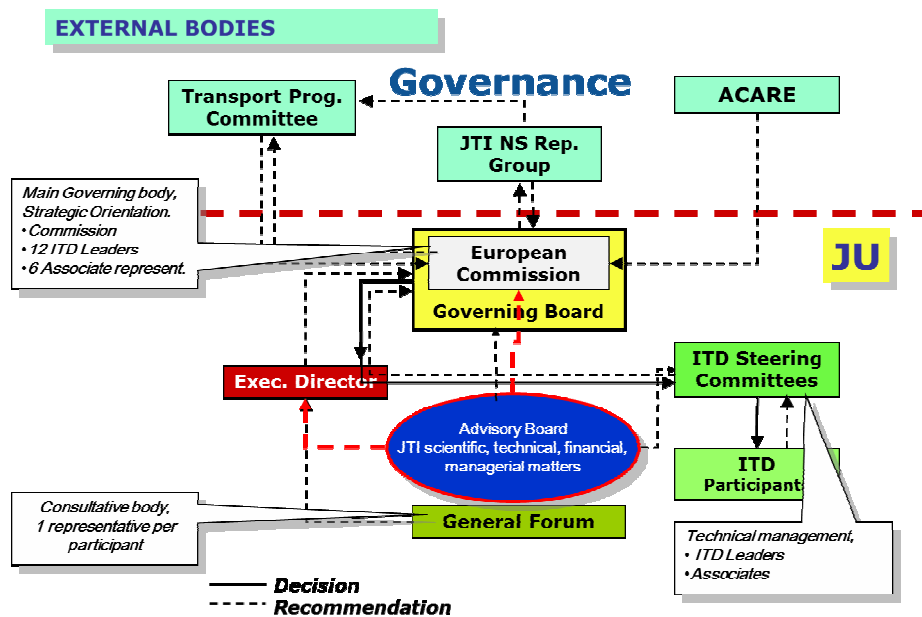 EXTERNAL BODIES
Governance
Transport Prog.
Committee
ACARE
JTI NS Rep.
Group
Main Governing body,
Strategic Orientation.
• Commission
• 12 ITD Leaders
• 6 Associate represent.
European
Commission
Governing Board
JU
Exec. Director
ITD Steering
Committees
Advisory Board
JTI scientific, technical, financial,
managerial matters
ITD
Participant
Consultative body,
1 representative per
participant
General Forum
Technical management,
• ITD Leaders
• Associates
Decision
Recommendation